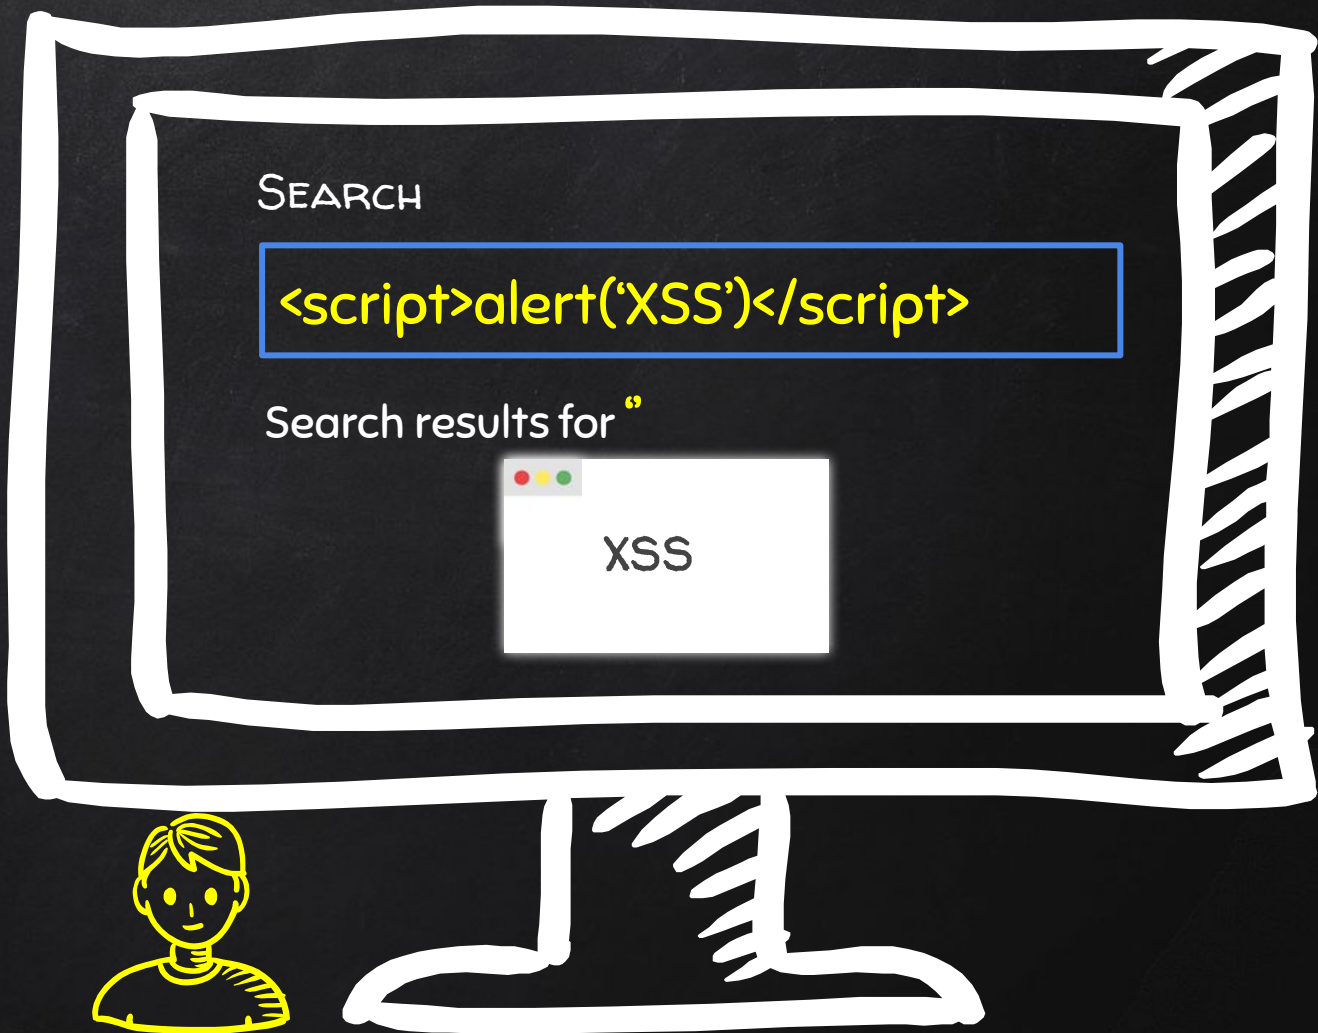 SEARCH
<script>alert(‘XSS’)</script>
Search results for “”
XSS